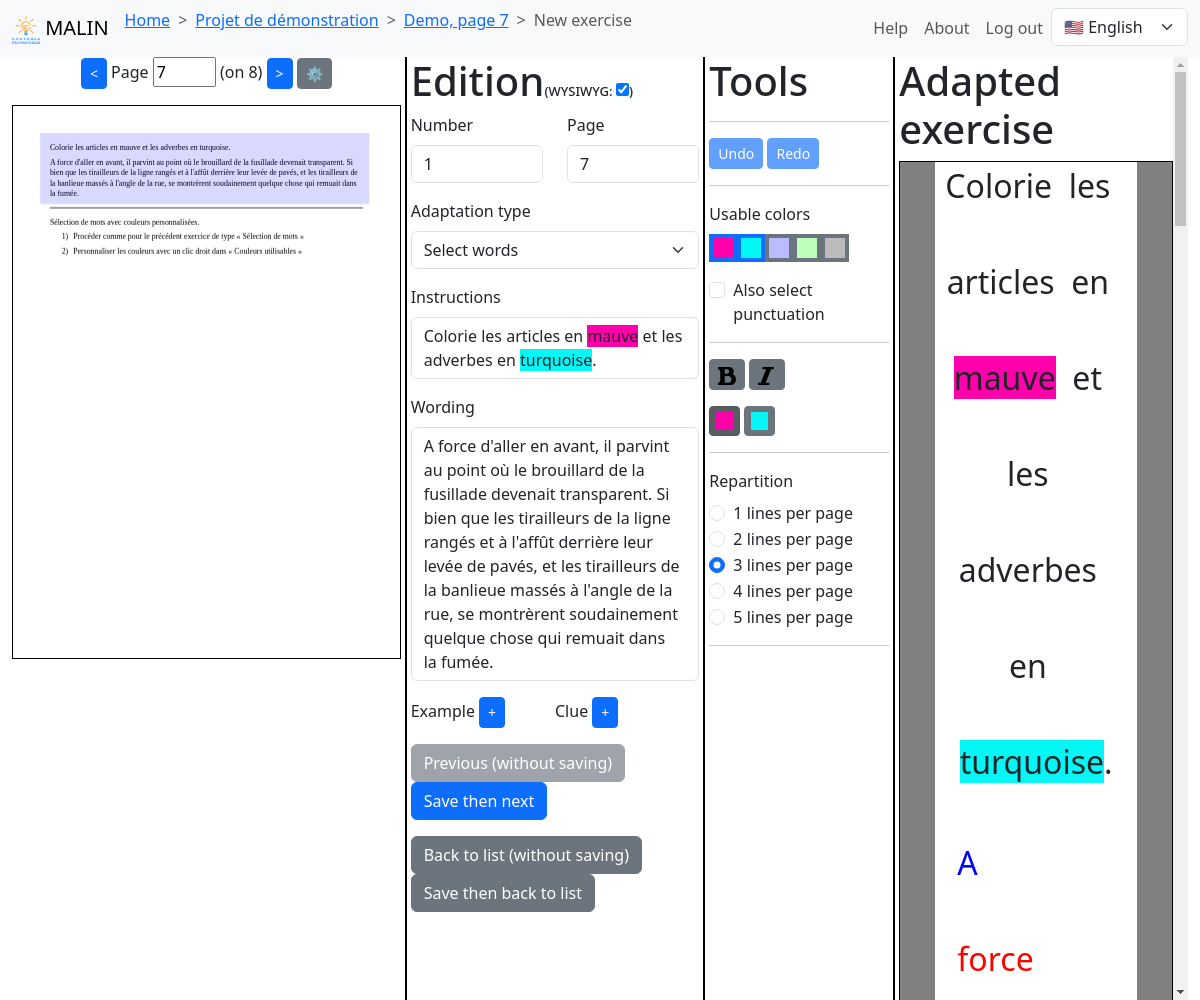 MALIN
Home > Projet de démonstration > Demo, page 7 > New exercise
Help About Log out 🇺🇸 English
< Page 7 (on 8) > ⚙️
Colorie les articles en mauve et les adverbes en turquoise.
A force d'aller en avant, il parvint au point où le brouillard de la fusillade devenait transparent. Si
bien que les tirailleurs de la ligne rangés et à l'affût derrière leur levée de pavés, et les tirailleurs de
la banlieue massés à l'angle de la rue, se montrèrent soudainement quelque chose qui remuait dans
la fumée.
Sélection de mots avec couleurs personnalisées.
1) Procéder comme pour le précédent exercice de type « Sélection de mots »
2) Personnaliser les couleurs avec un clic droit dans « Couleurs utilisables »
Edition(WYSIWYG: )
Number Page
1 7
Adaptation type
Select words
Instructions
Colorie les articles en mauve et les
adverbes en turquoise.
Wording
A force d'aller en avant, il parvint
au point où le brouillard de la
fusillade devenait transparent. Si
bien que les tirailleurs de la ligne
rangés et à l'affût derrière leur
levée de pavés, et les tirailleurs de
la banlieue massés à l'angle de la
rue, se montrèrent soudainement
quelque chose qui remuait dans
la fumée.
Example + Clue +
Previous (without saving)
Save then next
Back to list (without saving)
Save then back to list
Tools
Undo Redo
Usable colors
Also select
punctuation
B I
Repartition
1 lines per page
2 lines per page
3 lines per page
4 lines per page
5 lines per page
Adapted
exercise
Colorie les
articles en
mauve et
les
adverbes
en
turquoise.
A
force